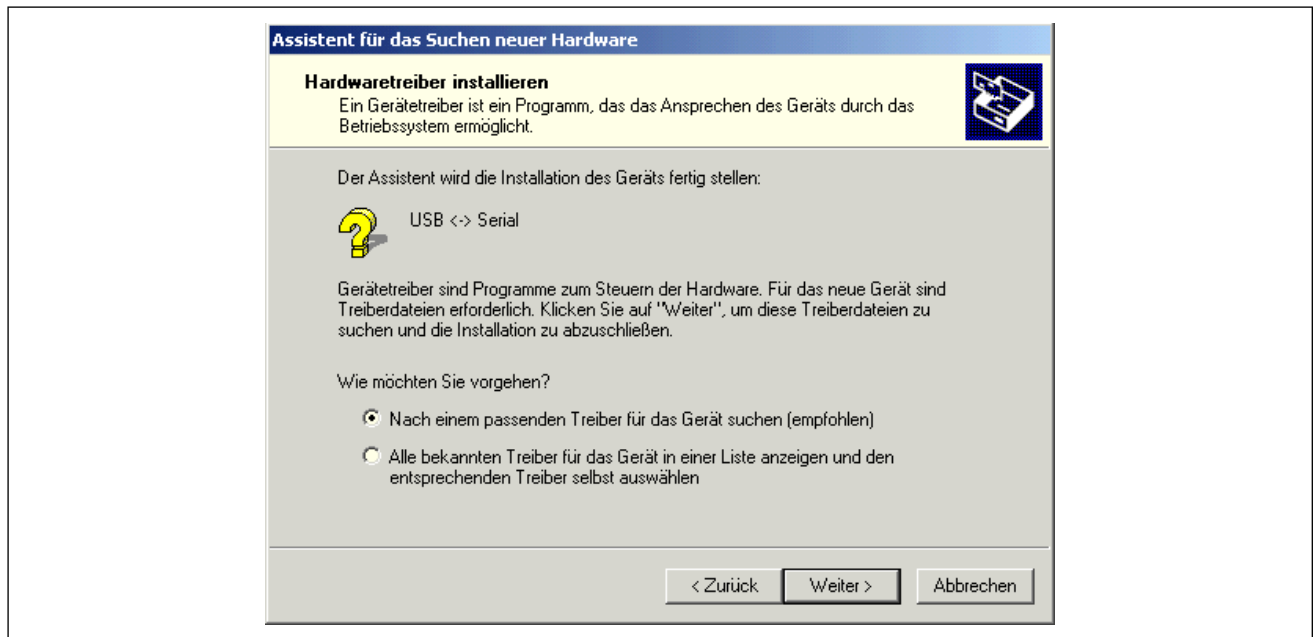 Assistent für das Suchen neuer Hardware
Hardwaretreiber installieren
Ein Gerätetreiber ist ein Programm, das das Ansprechen des Geräts durch das
Betriebssystem ermöglicht.
Der Assistent wird die Installation des Geräts fertig stellen:
USB <-> Serial
Gerätetreiber sind Programme zum Steuern der Hardware. Für das neue Gerät sind
Treiberdateien erforderlich. Klicken Sie auf "Weiter", um diese Treiberdateien zu
suchen und die Installation zu abzuschließen.
Wie möchten Sie vorgehen?
Nach einem passenden Treiber für das Gerät suchen (empfohlen)
Alle bekannten Treiber für das Gerät in einer Liste anzeigen und den
entsprechenden Treiber selbst auswählen
< Zurück Weiter > Abbrechen